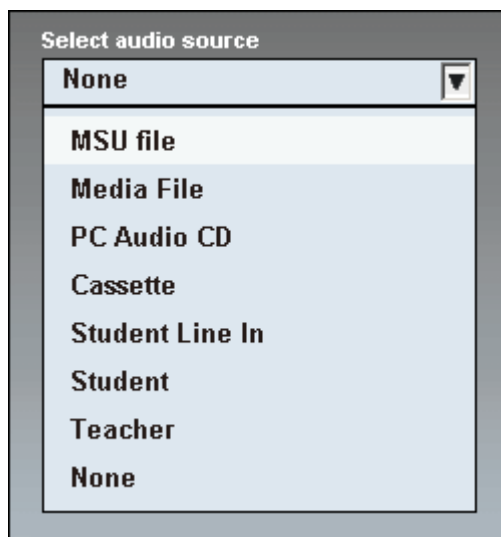 Select audio source
None
MSU file
Media File
PC Audio CD
Cassette
Student Line In
Student
Teacher
None